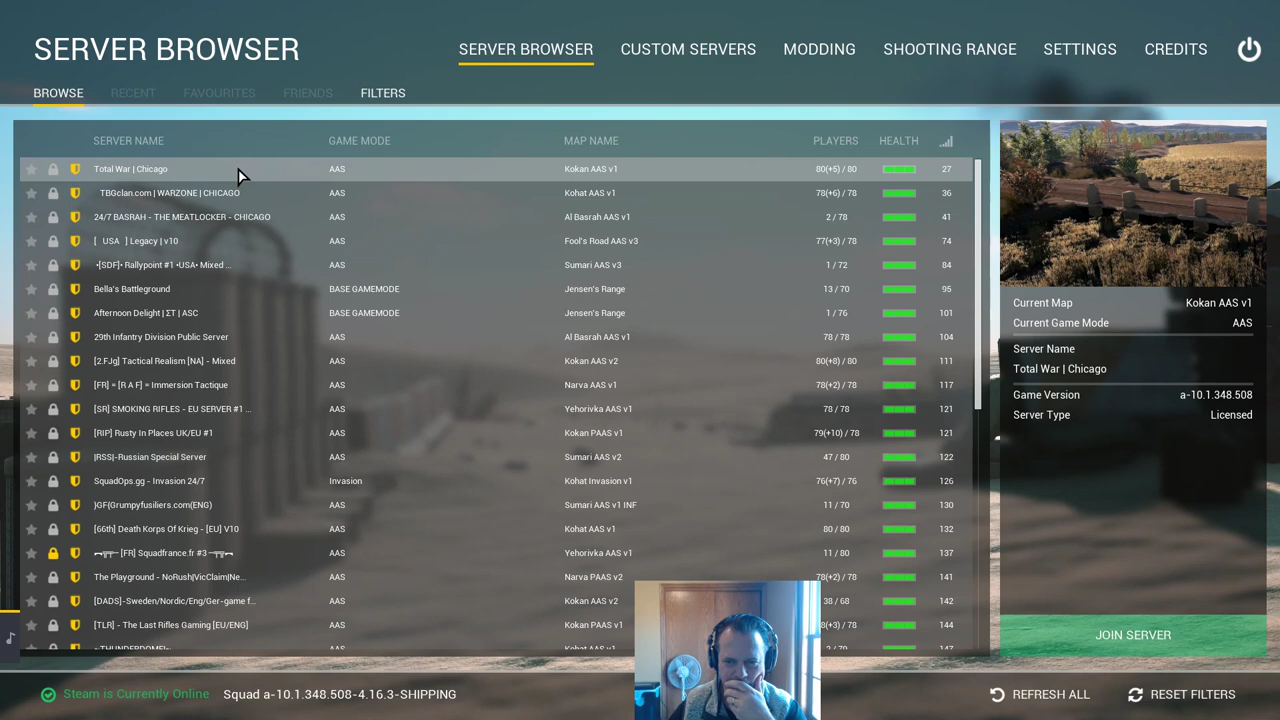 SERVER BROWSER
SERVER BROWSER CUSTOM SERVERS MODDING SHOOTING RANGE SETTINGS CREDITS
BROWSE RECENT FAVOURITES FRIENDS FILTERS
SERVER NAME GAME MODE MAP NAME PLAYERS HEALTH
Total War | Chicago AAS Kokan AAS v1 80(+5) / 80 27
TBGclan.com | WARZONE | CHICAGO AAS Kohat AAS v1 78(+6) / 78 36
24/7 BASRAH - THE MEATLOCKER - CHICAGO AAS Al Basrah AAS v1 2 / 78 41
[ USA ] Legacy | v10 AAS Fool's Road AAS v3 77(+3) / 78 74
•[SDF]• Rallypoint #1 •USA• Mixed ... AAS Sumari AAS v3 1 / 72 84
Bella's Battleground BASE GAMEMODE Jensen's Range 13 / 70 95
Afternoon Delight | ΣT | ASC BASE GAMEMODE Jensen's Range 1 / 76 101
29th Infantry Division Public Server AAS Al Basrah AAS v1 78 / 78 104
[2.FJg] Tactical Realism [NA] - Mixed AAS Kokan AAS v2 80(+8) / 80 111
[FR] = [R A F] = Immersion Tactique AAS Narva AAS v1 78(+2) / 78 117
[SR] SMOKING RIFLES - EU SERVER #1 ... AAS Yehorivka AAS v1 78 / 78 121
[RIP] Rusty In Places UK/EU #1 AAS Kokan PAAS v1 79(+10) / 78 121
|RSS|-Russian Special Server AAS Sumari AAS v2 47 / 80 122
SquadOps.gg - Invasion 24/7 Invasion Kohat Invasion v1 76(+7) / 76 126
)GF(Grumpyfusiliers.com(ENG) AAS Sumari AAS v1 INF 11 / 70 130
[66th] Death Korps Of Krieg - [EU] V10 AAS Kohat AAS v1 80 / 80 132
[FR] Squadfrance.fr #3 AAS Yehorivka AAS v1 11 / 80 137
The Playground - NoRush|VicClaim|Ne... AAS Narva PAAS v2 78(+2) / 78 141
[DADS]-Sweden/Nordic/Eng/Ger-game f... AAS Kokan AAS v2 38 / 68 142
[TLR] - The Last Rifles Gaming [EU/ENG] AAS Kokan PAAS v1 8(+3) / 78 144
Current Map Kokan AAS v1
Current Game Mode AAS
Server Name
Total War | Chicago
Game Version a-10.1.348.508
Server Type Licensed
JOIN SERVER
Steam is Currently Online Squad a-10.1.348.508-4.16.3-SHIPPING REFRESH ALL RESET FILTERS